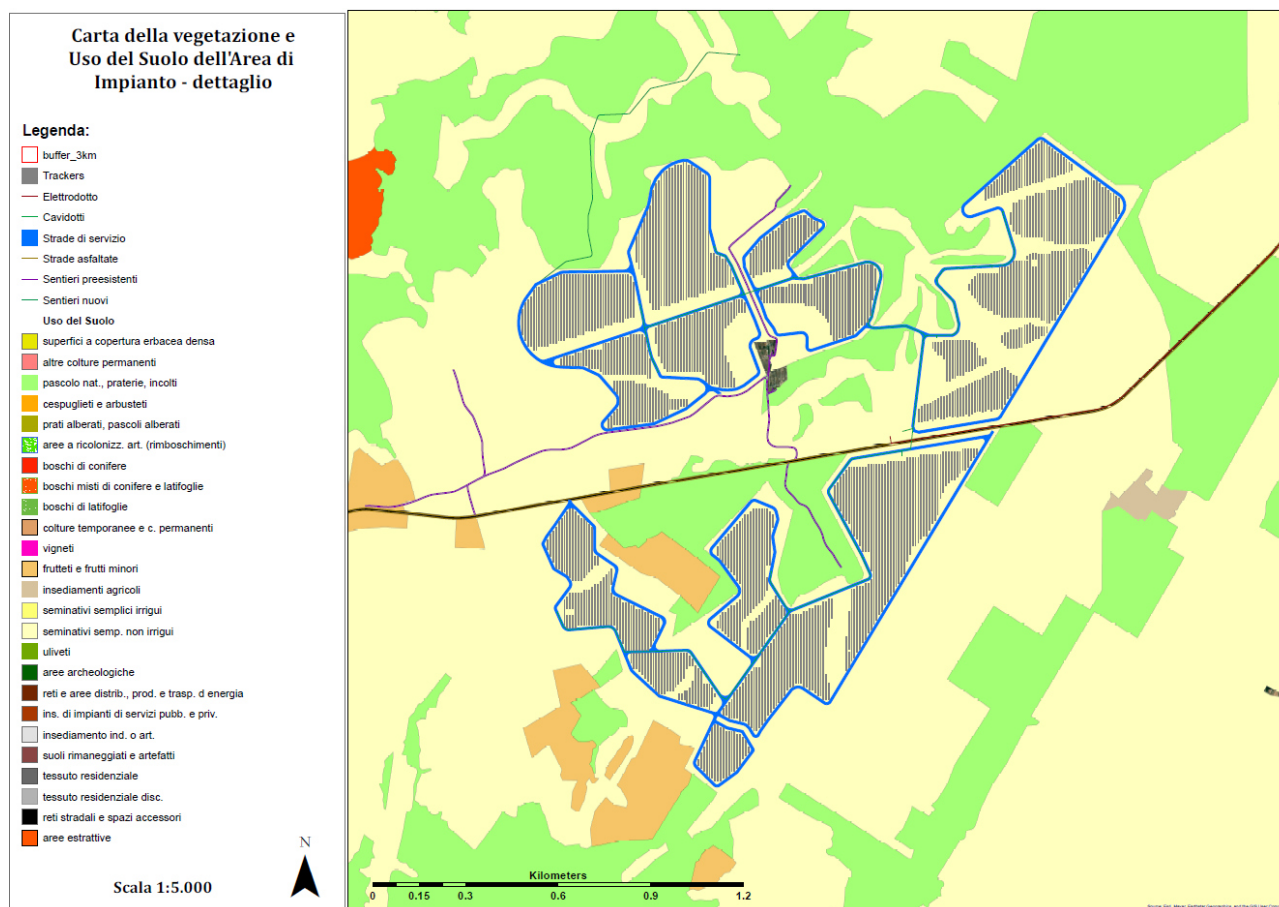 Carta della vegetazione e
Uso del Suolo dell'Area di
Impianto - dettaglio
Legenda:
buffer_3km
Trackers
Elettrodotto
Cavidotti
Strade di servizio
Strade asfaltate
Sentieri preesistenti
Sentieri nuovi
Uso del Suolo
superfici a copertura erbacea densa
altre colture permanenti
pascolo nat., praterie, incolti
cespuglieti e arbusteti
prati alberati, pascoli alberati
aree a ricolonizz. art. (rimboschimenti)
boschi di conifere
boschi misti di conifere e latifoglie
boschi di latifoglie
colture temporanee e c. permanenti
vigneti
frutteti e frutti minori
insediamenti agricoli
seminativi semplici irrigui
seminativi semp. non irrigui
uliveti
aree archeologiche
reti e aree distrib., prod. e trasp. d energia
ins. di impianti di servizi pubb. e priv.
insediamento ind. o art.
suoli rimaneggiati e artefatti
tessuto residenziale
tessuto residenziale disc.
reti stradali e spazi accessori
aree estrattive
N
Scala 1:5.000
Kilometers
0 0.15 0.3 0.6 0.9 1.2